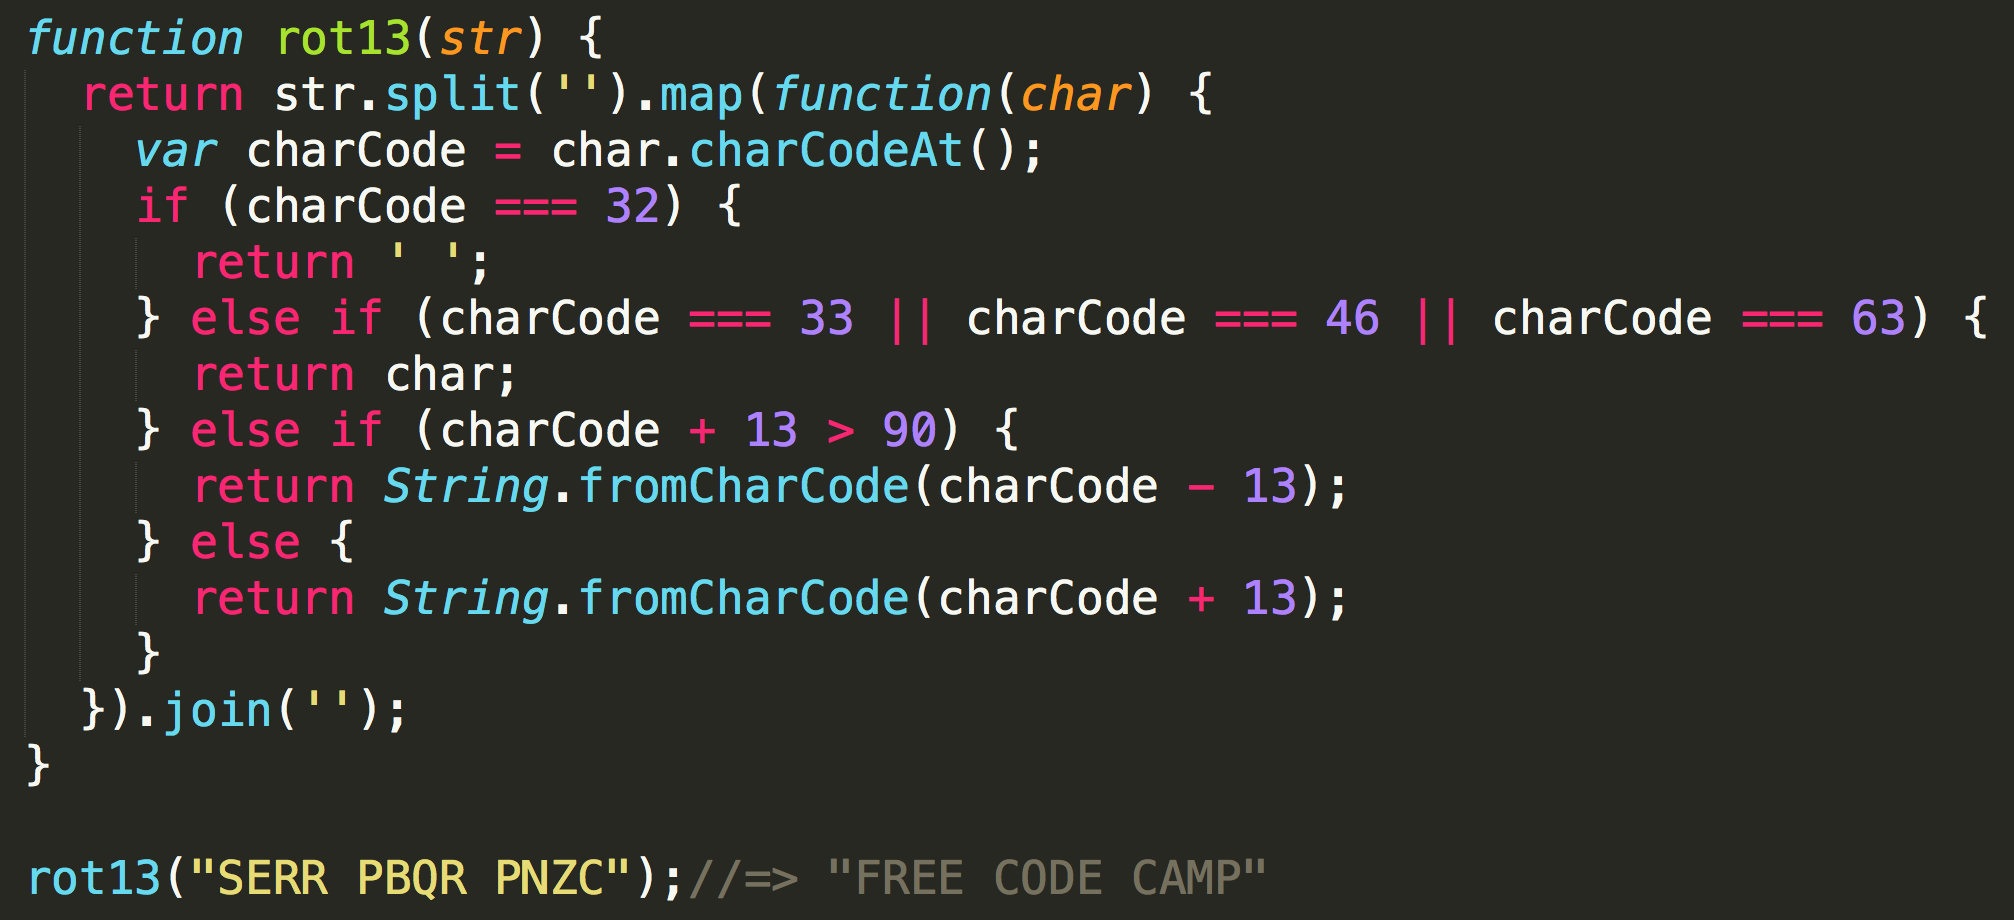 function rot13(str) {
  return str.split('').map(function(char) {
    var charCode = char.charCodeAt();
    if (charCode === 32) {
      return ' ';
    } else if (charCode === 33 || charCode === 46 || charCode === 63) {
      return char;
    } else if (charCode + 13 > 90) {
      return String.fromCharCode(charCode - 13);
    } else {
      return String.fromCharCode(charCode + 13);
    }
  }).join('');
}

rot13("SERR PBQR PNZC");//=> "FREE CODE CAMP"